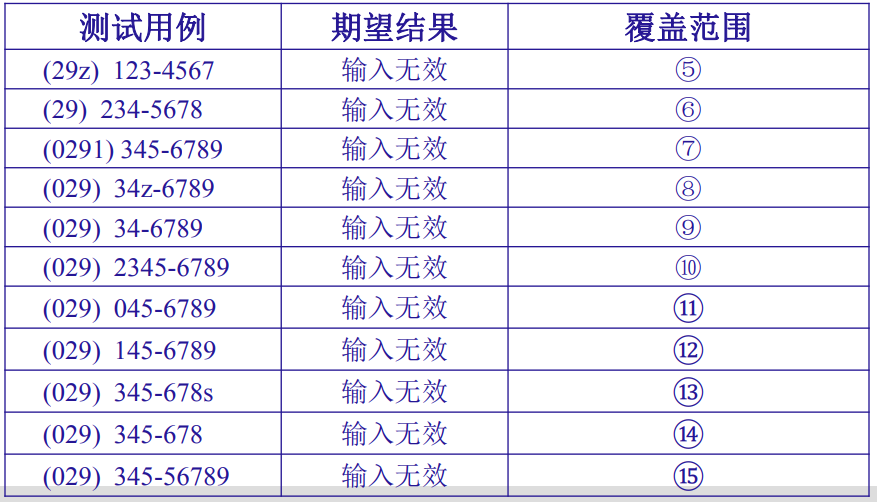 测试用例 期望结果 覆盖范围
(29z) 123-4567 输入无效 ⑤
(29) 234-5678 输入无效 ⑥
(0291) 345-6789 输入无效 ⑦
(029) 34z-6789 输入无效 ⑧
(029) 34-6789 输入无效 ⑨
(029) 2345-6789 输入无效 ⑩
(029) 045-6789 输入无效 ⑪
(029) 145-6789 输入无效 ⑫
(029) 345-678s 输入无效 ⑬
(029) 345-678 输入无效 ⑭
(029) 345-56789 输入无效 ⑮